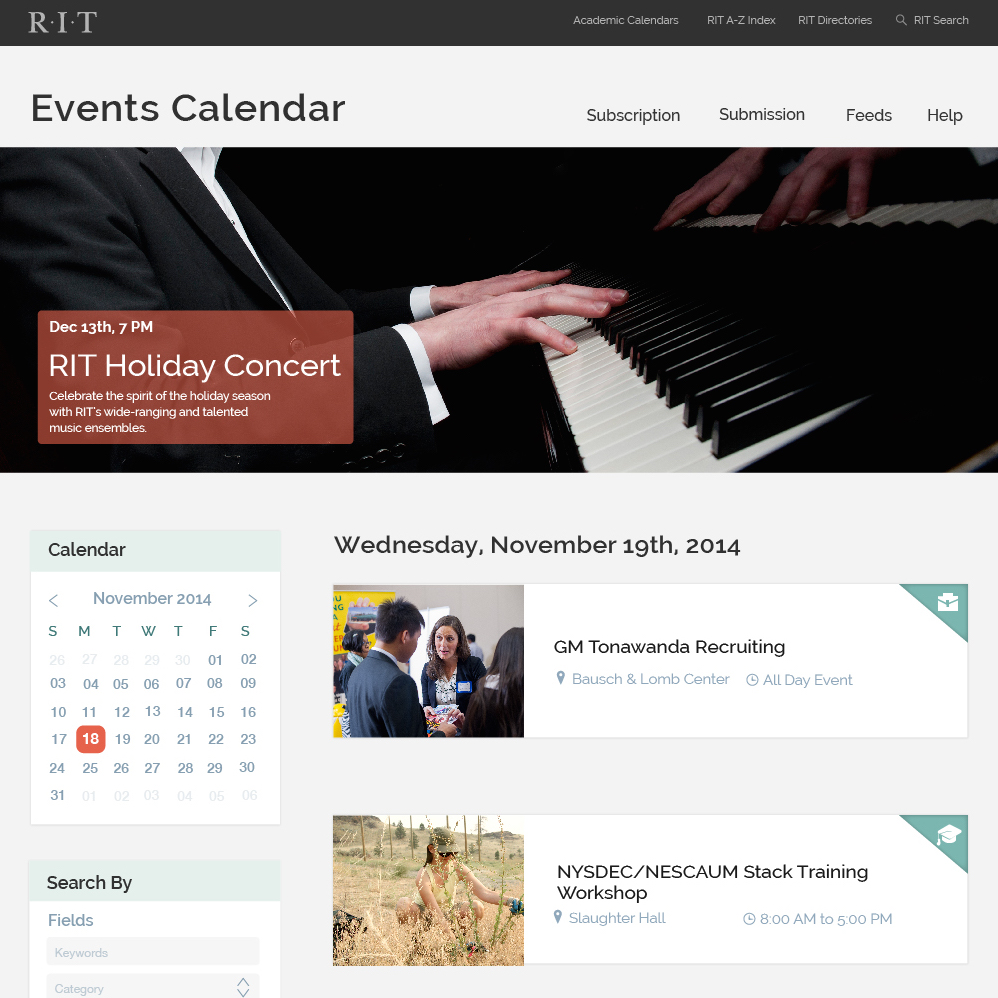 R·I·T
Academic Calendars RIT A-Z Index RIT Directories RIT Search
Events Calendar
Subscription Submission Feeds Help
Dec 13th, 7 PM
RIT Holiday Concert
Celebrate the spirit of the holiday season
with RIT's wide-ranging and talented
music ensembles.
Calendar
< November 2014 >
S M T W T F S
26 27 28 29 30 01 02
03 04 05 06 07 08 09
10 11 12 13 14 15 16
17 18 19 20 21 22 23
24 25 26 27 28 29 30
31 01 02 03 04 05 06
Search By
Fields
Keywords
Category
Wednesday, November 19th, 2014
GM Tonawanda Recruiting
Bausch & Lomb Center All Day Event
NYSDEC/NESCAUM Stack Training
Workshop
Slaughter Hall 8:00 AM to 5:00 PM